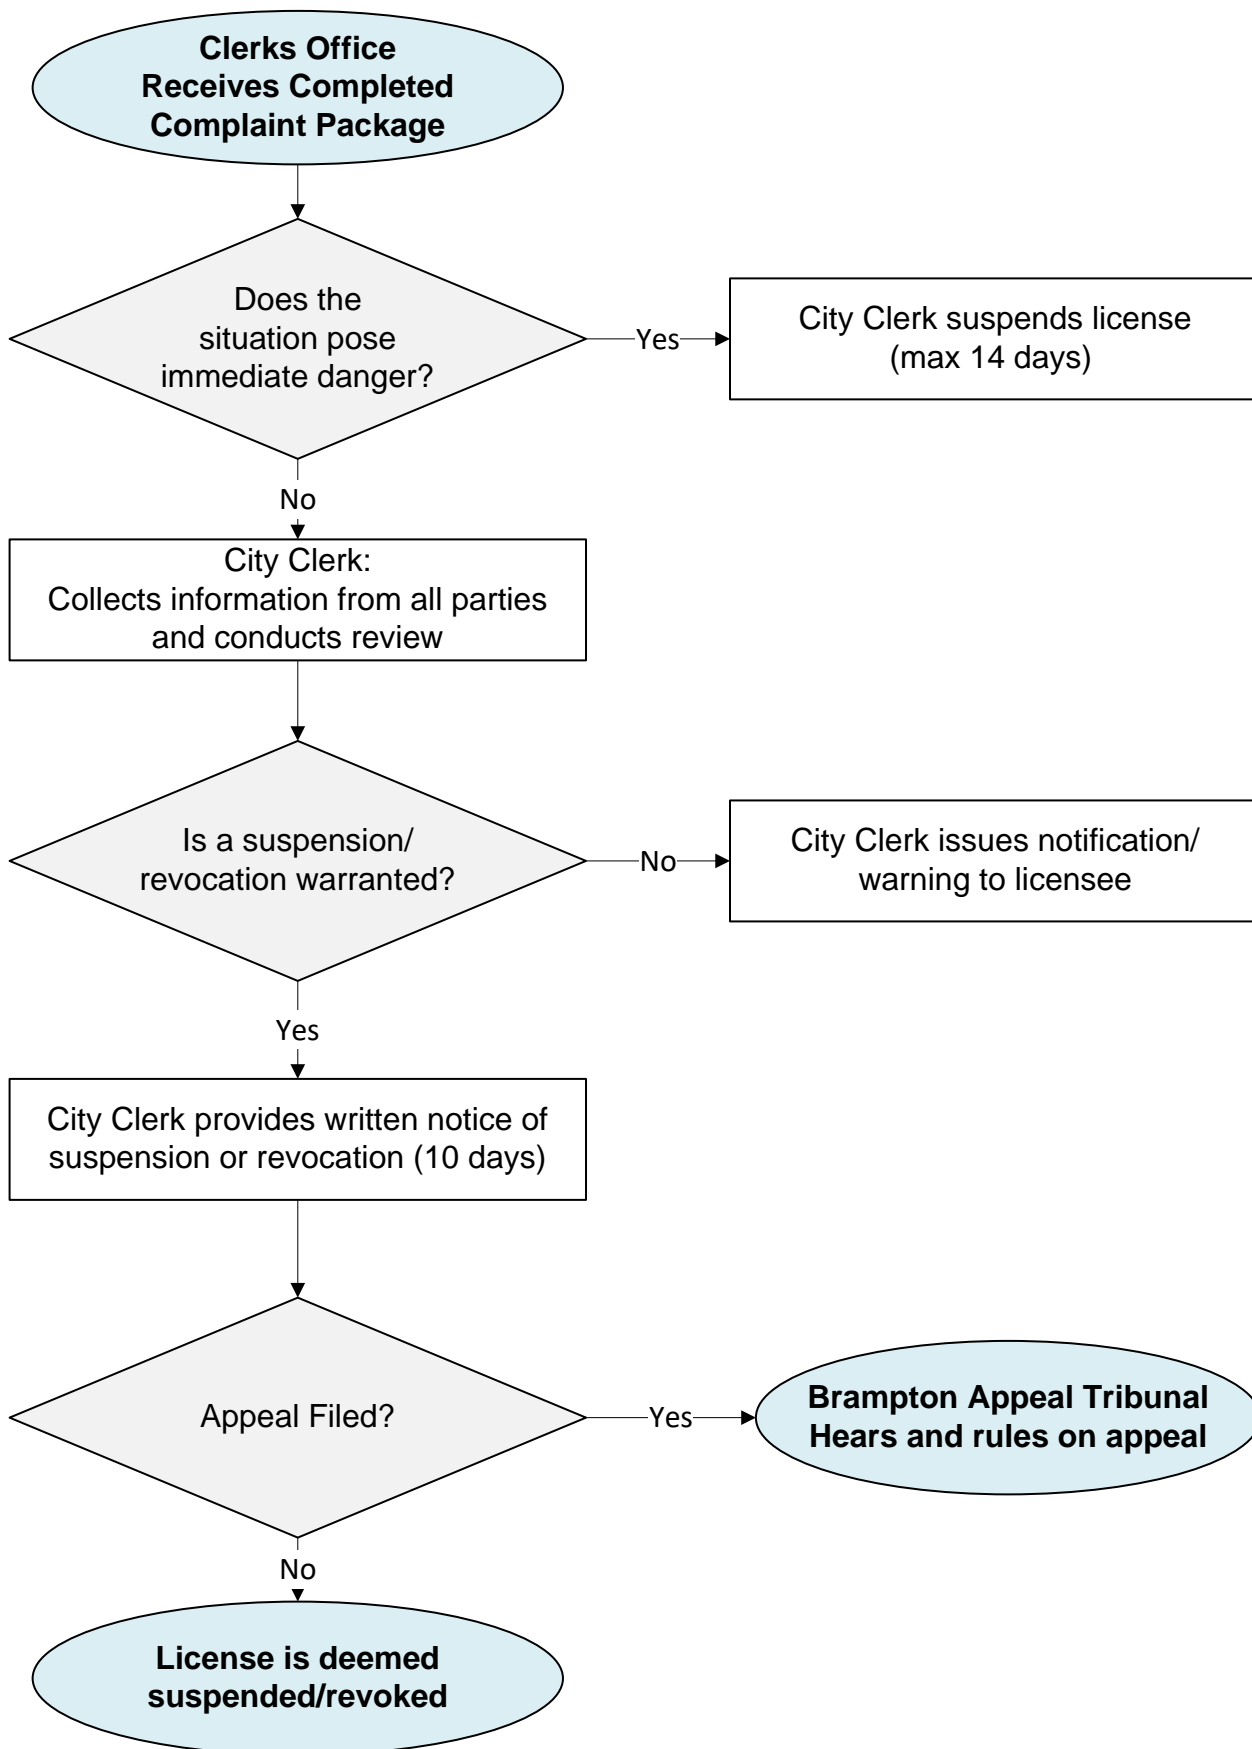 Clerks Office
Receives Completed
Complaint Package
Does the
situation pose
immediate danger?
Yes
City Clerk suspends license
(max 14 days)
No
City Clerk:
Collects information from all parties
and conducts review
Is a suspension/
revocation warranted?
No
City Clerk issues notification/
warning to licensee
Yes
City Clerk provides written notice of
suspension or revocation (10 days)
Appeal Filed?
Yes
Brampton Appeal Tribunal
Hears and rules on appeal
No
License is deemed
suspended/revoked